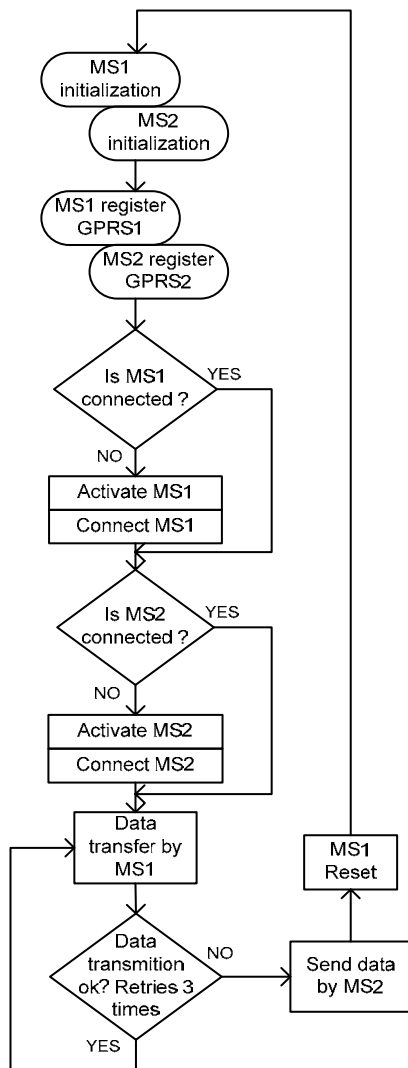 MS1
initialization
MS2
initialization
MS1 register
GPRS1
MS2 register
GPRS2
Is MS1
connected ?
YES
NO
Activate MS1
Connect MS1
Is MS2
connected ?
YES
NO
Activate MS2
Connect MS2
Data
transfer by
MS1
MS1
Reset
Data
transmition
ok? Retries 3
times
NO
Send data
by MS2
YES